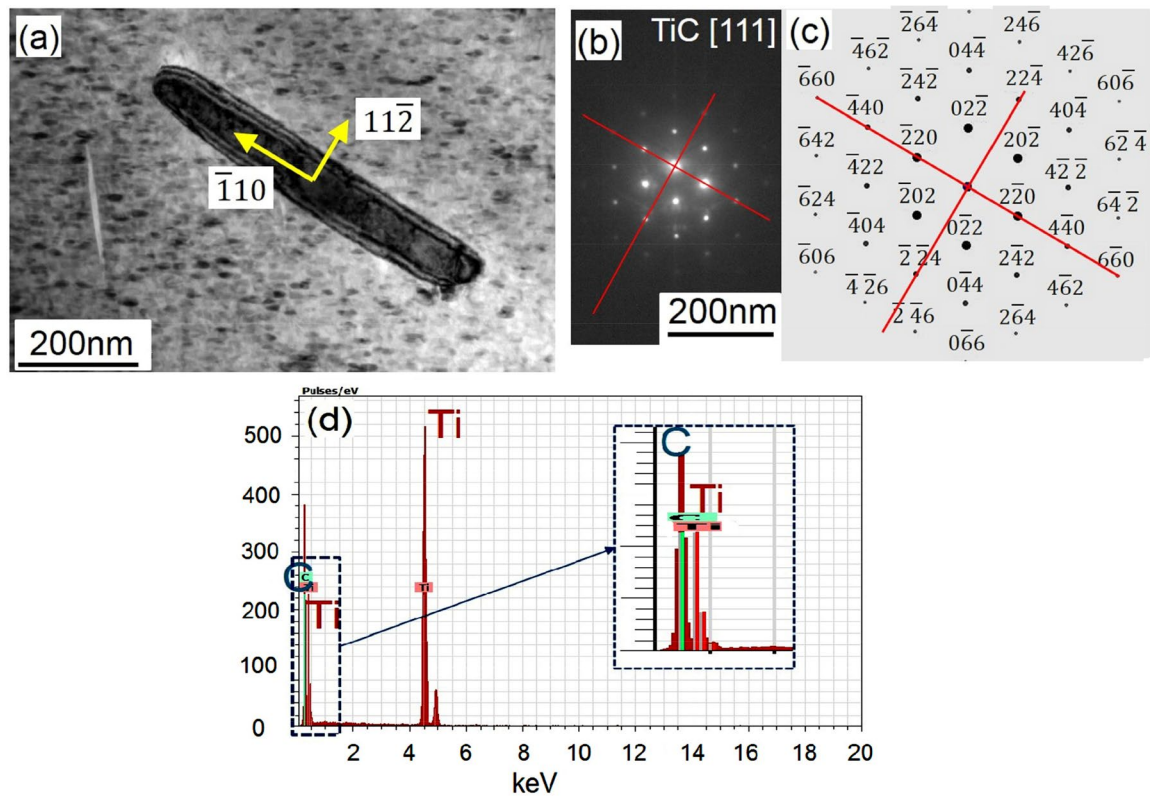 (a)
112̄
1̄10
200nm
(b)
TiC [111]
200nm
(c)
2̄64̄ 246̄
4̄62̄ 044̄ 426̄
6̄60 2̄42̄ 224̄ 606̄
4̄40 022̄ 404̄
6̄42 2̄20 202̄ 62̄4̄
4̄22 42̄2̄
6̄24 2̄02 22̄0 64̄2̄
4̄04 02̄2 44̄0
6̄06 2̄2̄4 24̄2 66̄0
4̄2̄6 04̄4 46̄2
2̄4̄6 26̄4
06̄6
Pulses/eV
(d)
Ti
500
400
300
200
100
0
C
C
Ti
Ti
C
Ti
2 4 6 8 10 12 14 16 18 20
keV